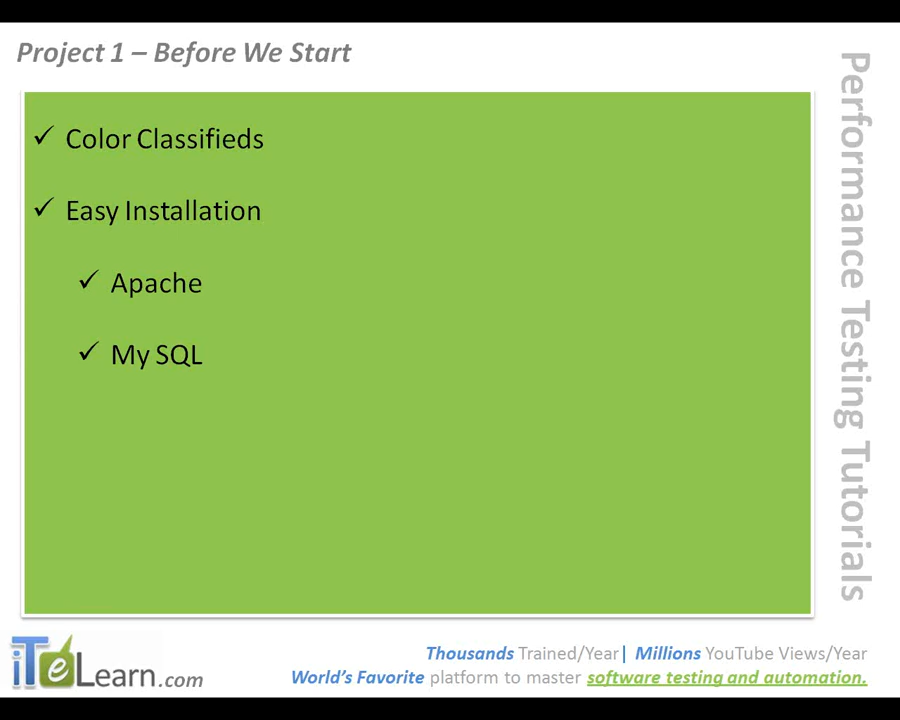 Project 1 – Before We Start
✓ Color Classifieds
✓ Easy Installation
✓ Apache
✓ My SQL
Performance Testing Tutorials
iTeLearn.com
Thousands Trained/Year| Millions YouTube Views/Year
World's Favorite platform to master software testing and automation.